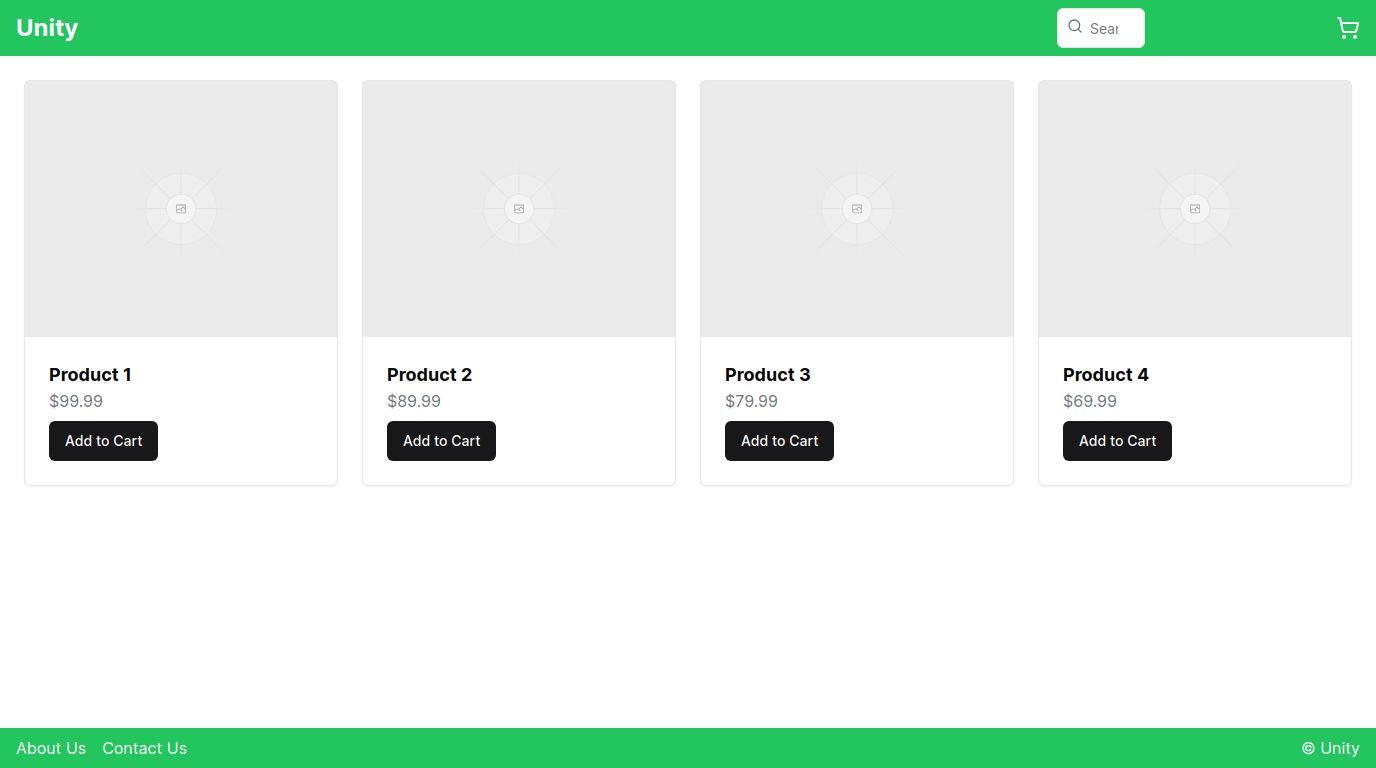 Unity
Sear
Product 1
$99.99
Add to Cart
Product 2
$89.99
Add to Cart
Product 3
$79.99
Add to Cart
Product 4
$69.99
Add to Cart
About Us Contact Us
© Unity